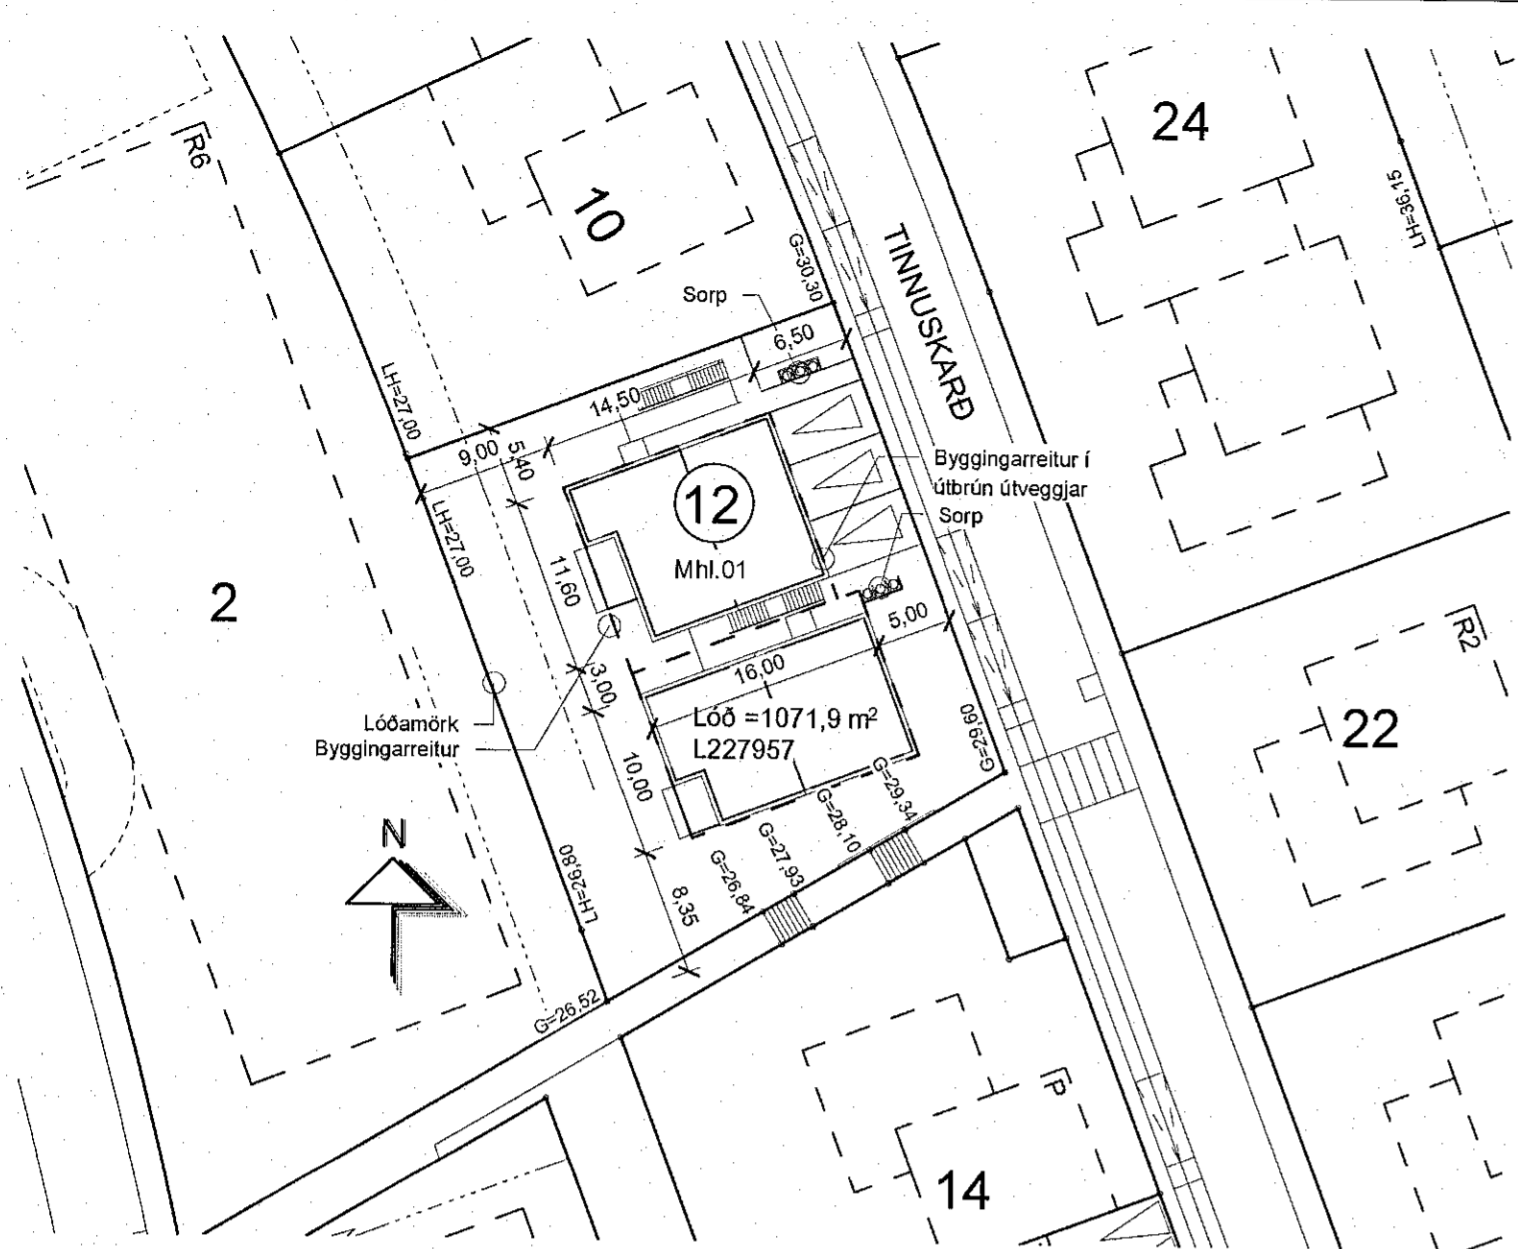 R6
10
24
LH=36,15
TINNUSKARÐ
G=30,30
Sorp
6,50
14,50
LH=27,00
9,00
5,40
LH=27,00
12
Mhl.01
Byggingarreitur í
útbrún útveggjar
Sorp
11,60
2
5,00
3,00
16,00
R2
Lóðamörk
Byggingarreitur
Lóð =1071,9 m²
L227957
G=29,60
22
10,00
G=29,34
G=28,10
G=27,93
G=26,84
N
LH=26,80
8,35
G=26,52
P
14